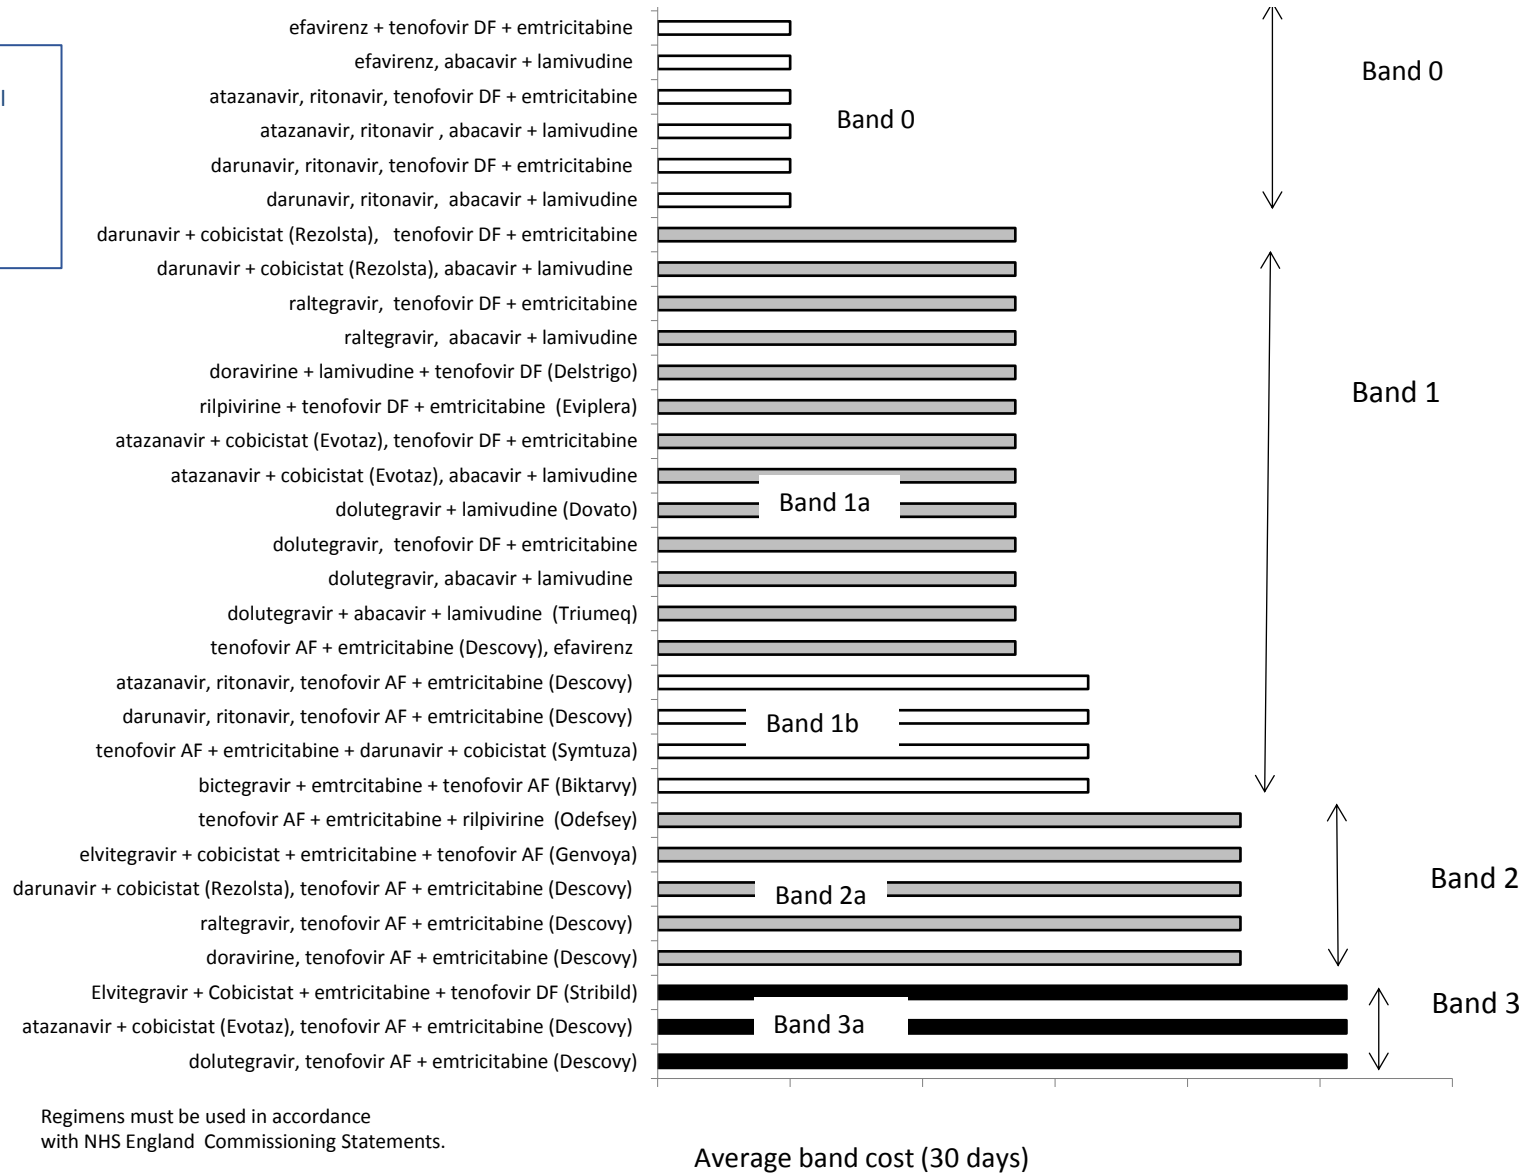 efavirenz + tenofovir DF + emtricitabine
efavirenz, abacavir + lamivudine
atazanavir, ritonavir, tenofovir DF + emtricitabine
atazanavir, ritonavir , abacavir + lamivudine
darunavir, ritonavir, tenofovir DF + emtricitabine
darunavir, ritonavir, abacavir + lamivudine
Band 0
Band 0
darunavir + cobicistat (Rezolsta), tenofovir DF + emtricitabine
darunavir + cobicistat (Rezolsta), abacavir + lamivudine
raltegravir, tenofovir DF + emtricitabine
raltegravir, abacavir + lamivudine
doravirine + lamivudine + tenofovir DF (Delstrigo)
rilpivirine + tenofovir DF + emtricitabine (Eviplera)
atazanavir + cobicistat (Evotaz), tenofovir DF + emtricitabine
atazanavir + cobicistat (Evotaz), abacavir + lamivudine
dolutegravir + lamivudine (Dovato)
dolutegravir, tenofovir DF + emtricitabine
dolutegravir, abacavir + lamivudine
dolutegravir + abacavir + lamivudine (Triumeq)
tenofovir AF + emtricitabine (Descovy), efavirenz
Band 1a
Band 1
atazanavir, ritonavir, tenofovir AF + emtricitabine (Descovy)
darunavir, ritonavir, tenofovir AF + emtricitabine (Descovy)
tenofovir AF + emtricitabine + darunavir + cobicistat (Symtuza)
bictegravir + emtrcitabine + tenofovir AF (Biktarvy)
Band 1b
tenofovir AF + emtricitabine + rilpivirine (Odefsey)
elvitegravir + cobicistat + emtricitabine + tenofovir AF (Genvoya)
darunavir + cobicistat (Rezolsta), tenofovir AF + emtricitabine (Descovy)
raltegravir, tenofovir AF + emtricitabine (Descovy)
doravirine, tenofovir AF + emtricitabine (Descovy)
Band 2a
Band 2
Elvitegravir + Cobicistat + emtricitabine + tenofovir DF (Stribild)
atazanavir + cobicistat (Evotaz), tenofovir AF + emtricitabine (Descovy)
dolutegravir, tenofovir AF + emtricitabine (Descovy)
Band 3a
Band 3
Regimens must be used in accordance
with NHS England Commissioning Statements.
Average band cost (30 days)